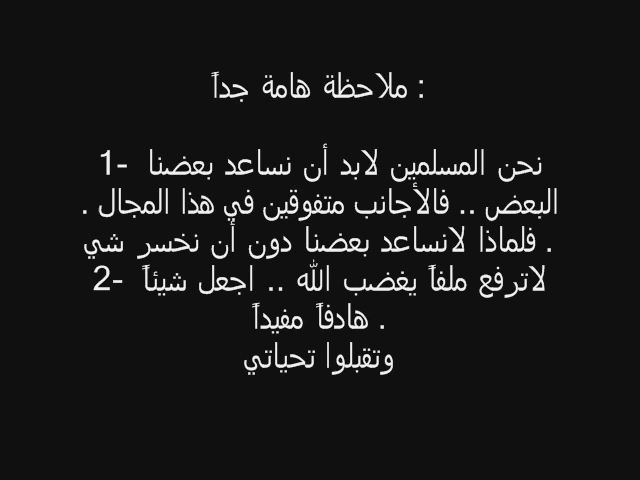 ملاحظة هامة جداً :
1- نحن المسلمين لابد أن نساعد بعضنا
البعض .. فالأجانب متفوقين في هذا المجال .
فلماذا لانساعد بعضنا دون أن نخسر شي .
2- لاترفع ملفاً يغضب الله .. اجعل شيئاً
هادفاً مفيداً .
وتقبلوا تحياتي